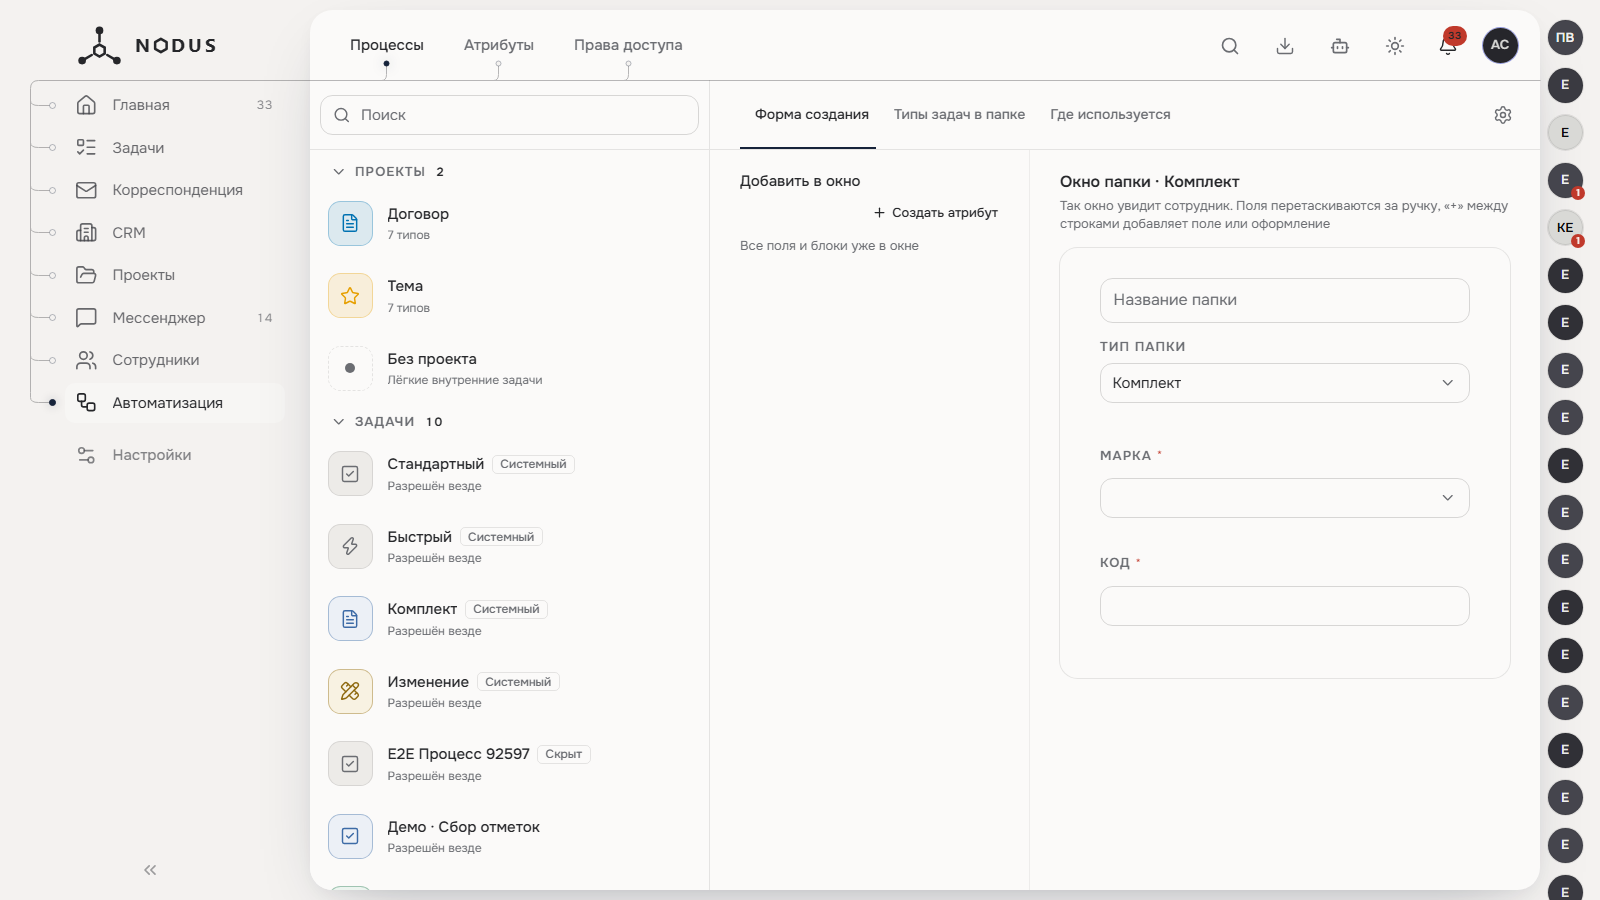 NODUS
Главная 33
Задачи
Корреспонденция
CRM
Проекты
Мессенджер 14
Сотрудники
Автоматизация
Настройки
Процессы Атрибуты Права доступа
33
АС
Поиск
ПРОЕКТЫ 2
Договор
7 типов
Тема
7 типов
Без проекта
Лёгкие внутренние задачи
ЗАДАЧИ 10
Стандартный Системный
Разрешён везде
Быстрый Системный
Разрешён везде
Комплект Системный
Разрешён везде
Изменение Системный
Разрешён везде
E2E Процесс 92597 Скрыт
Разрешён везде
Демо · Сбор отметок
Разрешён везде
Форма создания Типы задач в папке Где используется
Добавить в окно
+ Создать атрибут
Все поля и блоки уже в окне
Окно папки · Комплект
Так окно увидит сотрудник. Поля перетаскиваются за ручку, «+» между
строками добавляет поле или оформление
Название папки
ТИП ПАПКИ
Комплект
МАРКА *
КОД *
ПВ
Е
Е
Е
1
КЕ
1
Е
Е
Е
Е
Е
Е
Е
Е
Е
Е
Е
Е
Е
Е